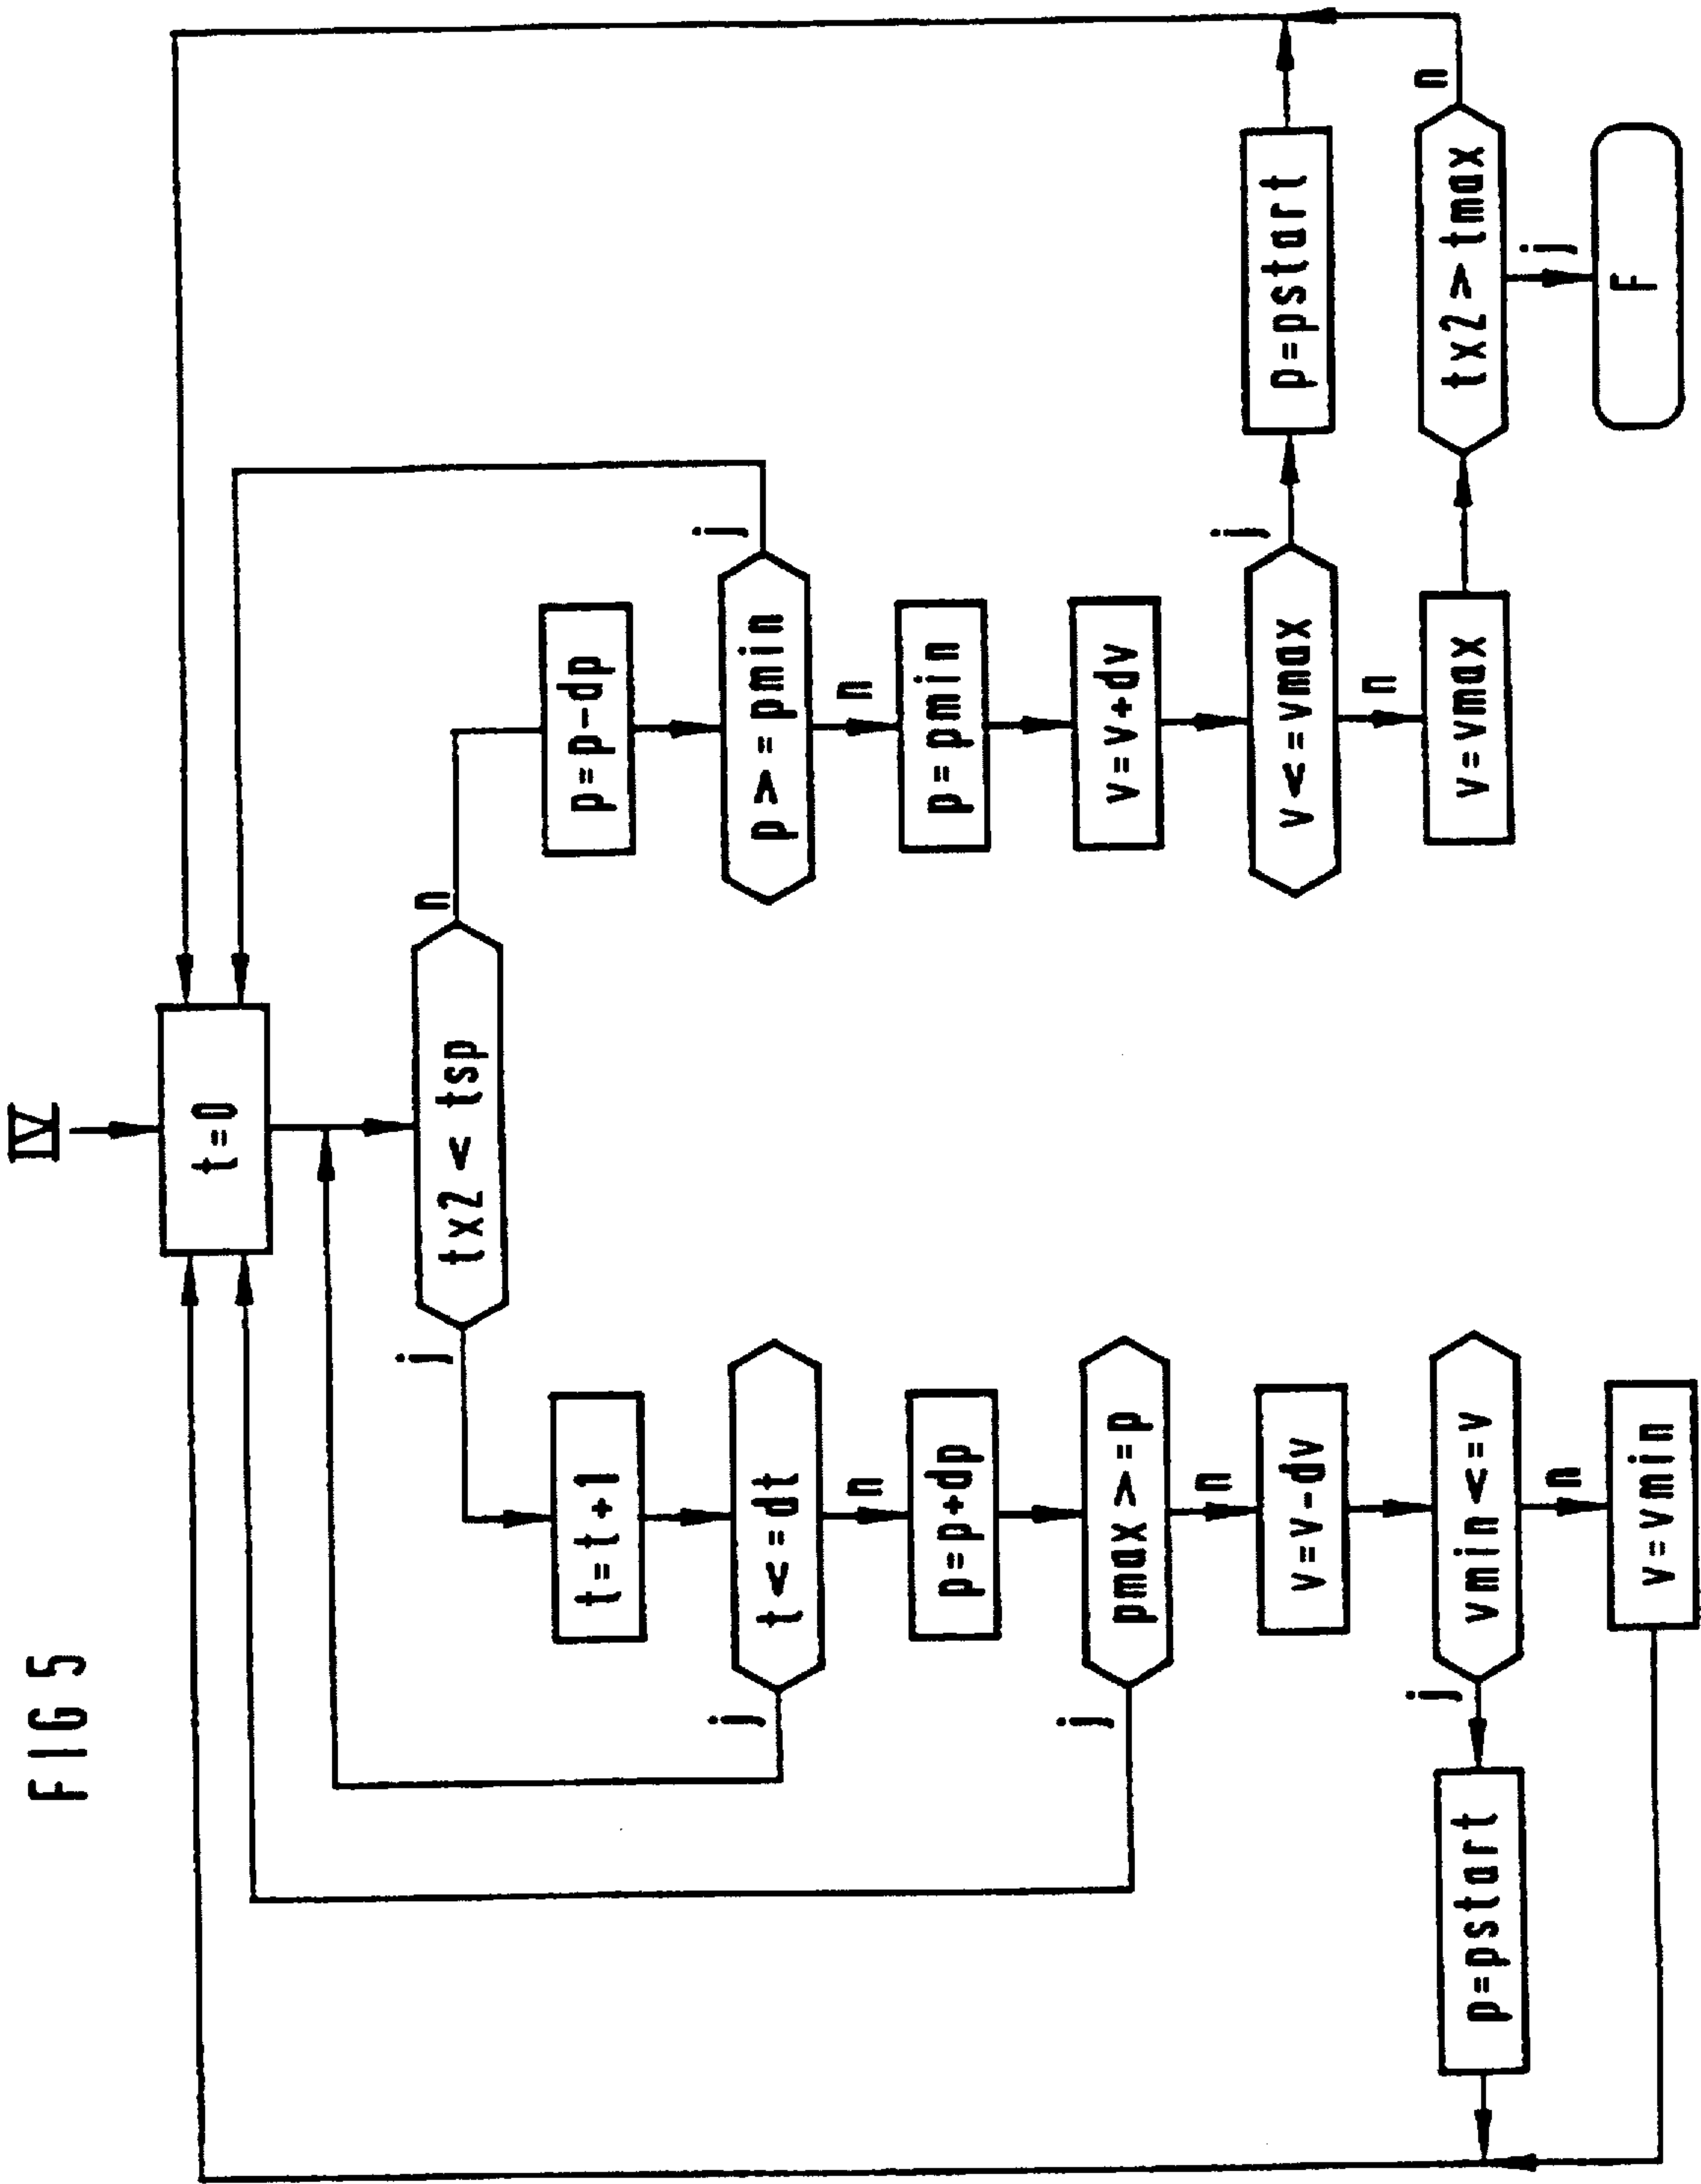 FIG 5
IV
t=0
tx2 < tsp
j
n
t=t+1
p=p-dp
t<=dt
j
n
p>=pmin
j
n
p=p+dp
p=pmin
pmax>=p
j
n
v=v+dv
v=v-dv
v<=vmax
j
n
p=pstart
vmin<=v
j
n
p=pstart
v=vmax
tx2>tmax
n
j
v=vmin
F